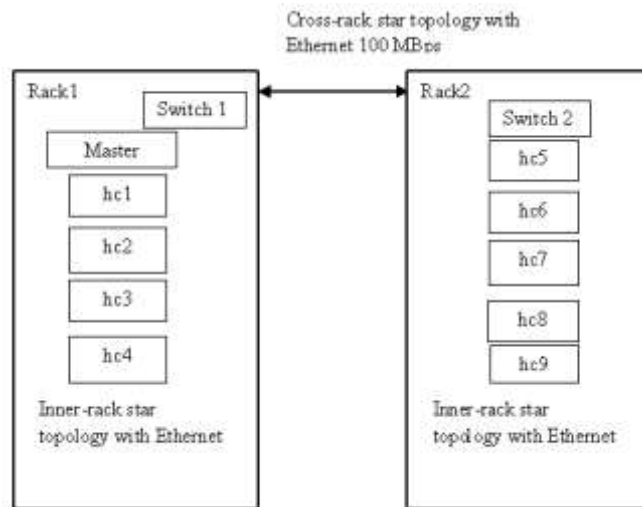 Cross-rack star topology with
Ethernet 100 MBps
Rack1
Switch 1
Master
hc1
hc2
hc3
hc4
Inner-rack star
topology with Ethernet
Rack2
Switch 2
hc5
hc6
hc7
hc8
hc9
Inner-rack star
topology with Ethernet